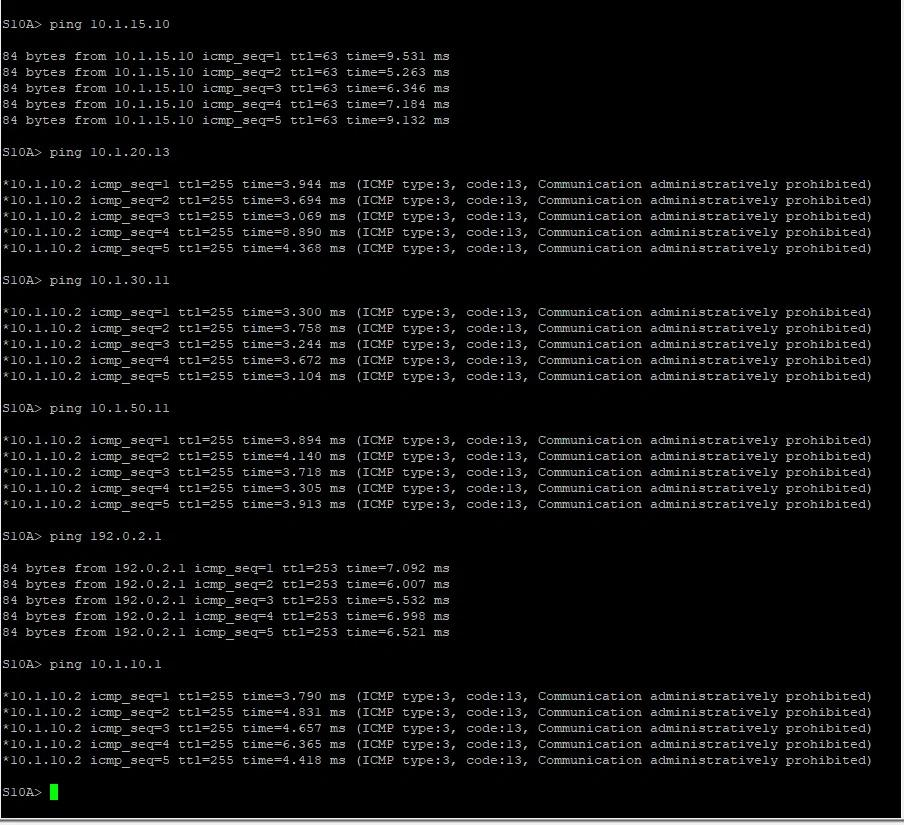 S10A> ping 10.1.15.10
84 bytes from 10.1.15.10 icmp_seq=1 ttl=63 time=9.531 ms
84 bytes from 10.1.15.10 icmp_seq=2 ttl=63 time=5.263 ms
84 bytes from 10.1.15.10 icmp_seq=3 ttl=63 time=6.346 ms
84 bytes from 10.1.15.10 icmp_seq=4 ttl=63 time=7.184 ms
84 bytes from 10.1.15.10 icmp_seq=5 ttl=63 time=9.132 ms
S10A> ping 10.1.20.13
*10.1.10.2 icmp_seq=1 ttl=255 time=3.944 ms (ICMP type:3, code:13, Communication administratively prohibited)
*10.1.10.2 icmp_seq=2 ttl=255 time=3.694 ms (ICMP type:3, code:13, Communication administratively prohibited)
*10.1.10.2 icmp_seq=3 ttl=255 time=3.069 ms (ICMP type:3, code:13, Communication administratively prohibited)
*10.1.10.2 icmp_seq=4 ttl=255 time=8.890 ms (ICMP type:3, code:13, Communication administratively prohibited)
*10.1.10.2 icmp_seq=5 ttl=255 time=4.368 ms (ICMP type:3, code:13, Communication administratively prohibited)
S10A> ping 10.1.30.11
*10.1.10.2 icmp_seq=1 ttl=255 time=3.300 ms (ICMP type:3, code:13, Communication administratively prohibited)
*10.1.10.2 icmp_seq=2 ttl=255 time=3.758 ms (ICMP type:3, code:13, Communication administratively prohibited)
*10.1.10.2 icmp_seq=3 ttl=255 time=3.244 ms (ICMP type:3, code:13, Communication administratively prohibited)
*10.1.10.2 icmp_seq=4 ttl=255 time=3.672 ms (ICMP type:3, code:13, Communication administratively prohibited)
*10.1.10.2 icmp_seq=5 ttl=255 time=3.104 ms (ICMP type:3, code:13, Communication administratively prohibited)
S10A> ping 10.1.50.11
*10.1.10.2 icmp_seq=1 ttl=255 time=3.894 ms (ICMP type:3, code:13, Communication administratively prohibited)
*10.1.10.2 icmp_seq=2 ttl=255 time=4.140 ms (ICMP type:3, code:13, Communication administratively prohibited)
*10.1.10.2 icmp_seq=3 ttl=255 time=3.718 ms (ICMP type:3, code:13, Communication administratively prohibited)
*10.1.10.2 icmp_seq=4 ttl=255 time=3.305 ms (ICMP type:3, code:13, Communication administratively prohibited)
*10.1.10.2 icmp_seq=5 ttl=255 time=3.913 ms (ICMP type:3, code:13, Communication administratively prohibited)
S10A> ping 192.0.2.1
84 bytes from 192.0.2.1 icmp_seq=1 ttl=253 time=7.092 ms
84 bytes from 192.0.2.1 icmp_seq=2 ttl=253 time=6.007 ms
84 bytes from 192.0.2.1 icmp_seq=3 ttl=253 time=5.532 ms
84 bytes from 192.0.2.1 icmp_seq=4 ttl=253 time=6.998 ms
84 bytes from 192.0.2.1 icmp_seq=5 ttl=253 time=6.521 ms
S10A> ping 10.1.10.1
*10.1.10.2 icmp_seq=1 ttl=255 time=3.790 ms (ICMP type:3, code:13, Communication administratively prohibited)
*10.1.10.2 icmp_seq=2 ttl=255 time=4.831 ms (ICMP type:3, code:13, Communication administratively prohibited)
*10.1.10.2 icmp_seq=3 ttl=255 time=4.657 ms (ICMP type:3, code:13, Communication administratively prohibited)
*10.1.10.2 icmp_seq=4 ttl=255 time=6.365 ms (ICMP type:3, code:13, Communication administratively prohibited)
*10.1.10.2 icmp_seq=5 ttl=255 time=4.418 ms (ICMP type:3, code:13, Communication administratively prohibited)
S10A>